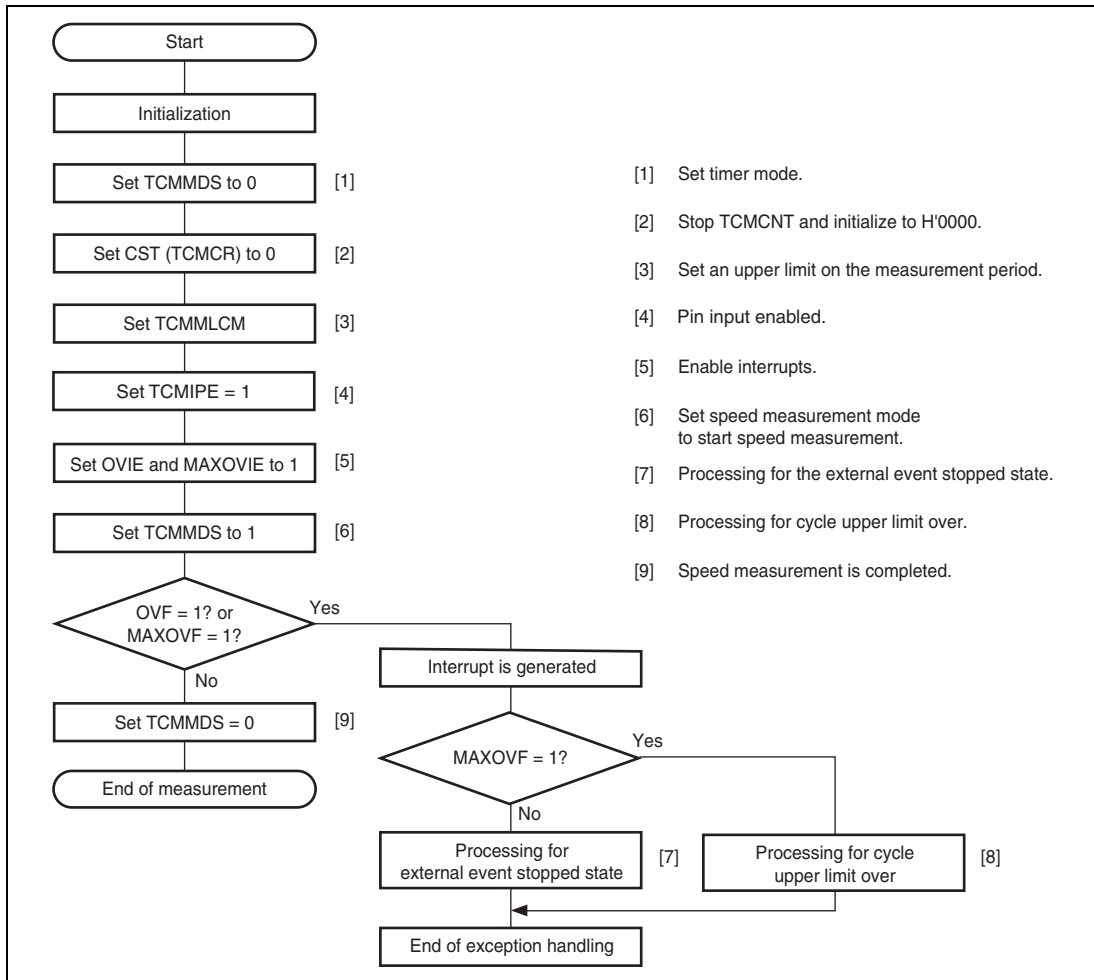 Start
Initialization
Set TCMMDS to 0 [1]
Set CST (TCMCR) to 0 [2]
Set TCMMLCM [3]
Set TCMIPE = 1 [4]
Set OVIE and MAXOVIE to 1 [5]
Set TCMMDS to 1 [6]
OVF = 1? or
MAXOVF = 1?
Yes
No
Set TCMMDS = 0 [9]
End of measurement
Interrupt is generated
MAXOVF = 1?
Yes
No
Processing for
external event stopped state
[7]
Processing for cycle
upper limit over
[8]
End of exception handling
[1] Set timer mode.
[2] Stop TCMCNT and initialize to H'0000.
[3] Set an upper limit on the measurement period.
[4] Pin input enabled.
[5] Enable interrupts.
[6] Set speed measurement mode
to start speed measurement.
[7] Processing for the external event stopped state.
[8] Processing for cycle upper limit over.
[9] Speed measurement is completed.